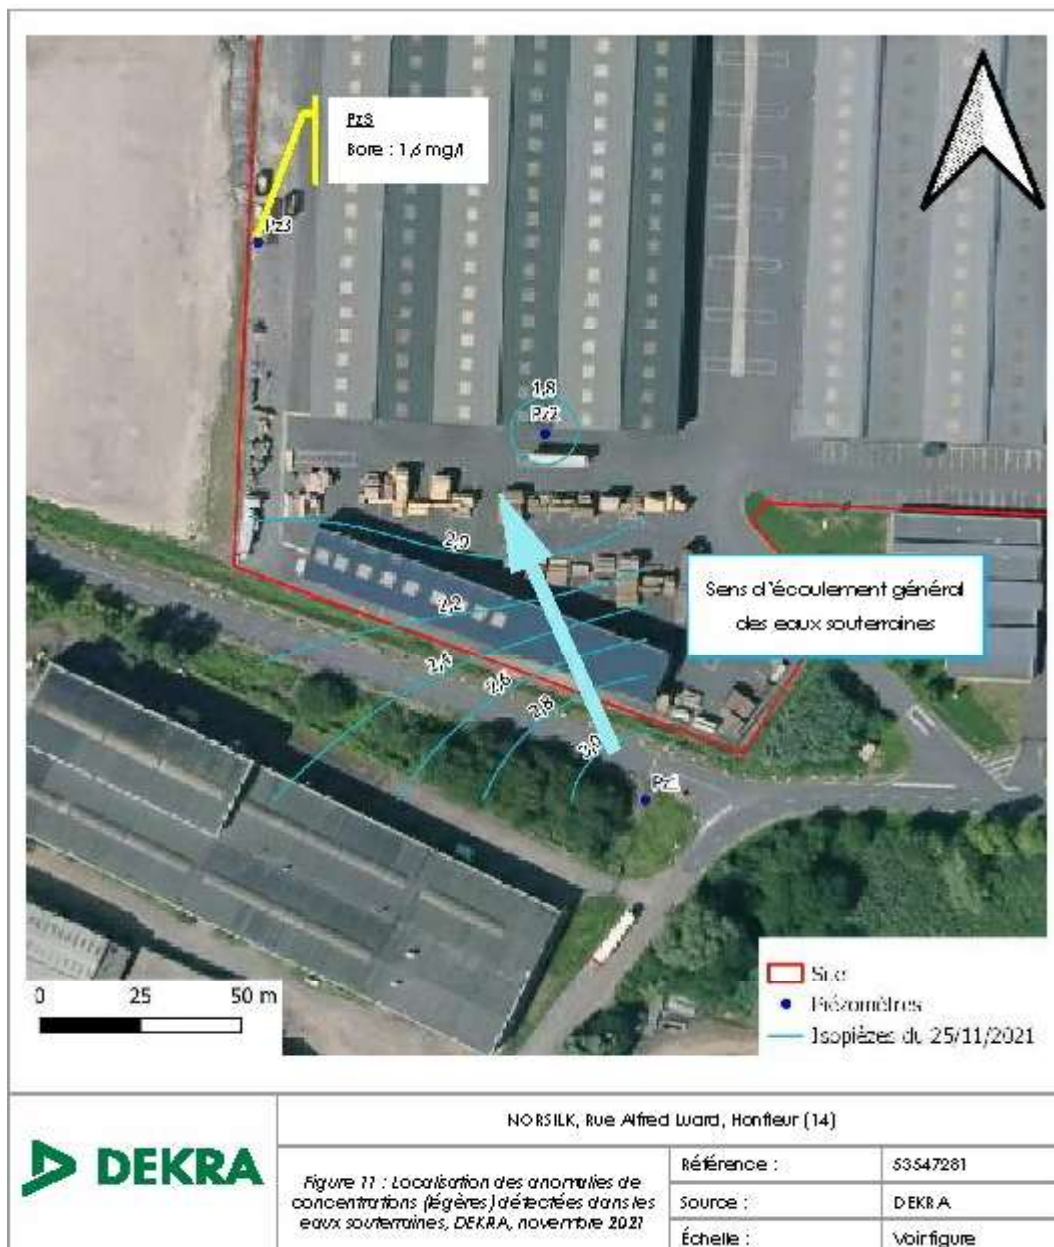 Pz3
Bore : 1,6 mg/l
Pz3
1,8
Pz2
2,0
2,2
2,4
2,6
2,8
3,0
Sens d'écoulement général
des eaux souterraines
Pz1
0 25 50 m
Site
Piézomètres
Isopièzes du 25/11/2021
DEKRA
NORSILK, Rue Alfred Luard, Honfleur (14)
Figure 11 : Localisation des anomalies de
concentrations (légères) détectées dans les
eaux souterraines, DEKRA, novembre 2021
Référence : 53547281
Source : DEKRA
Échelle : Voir figure